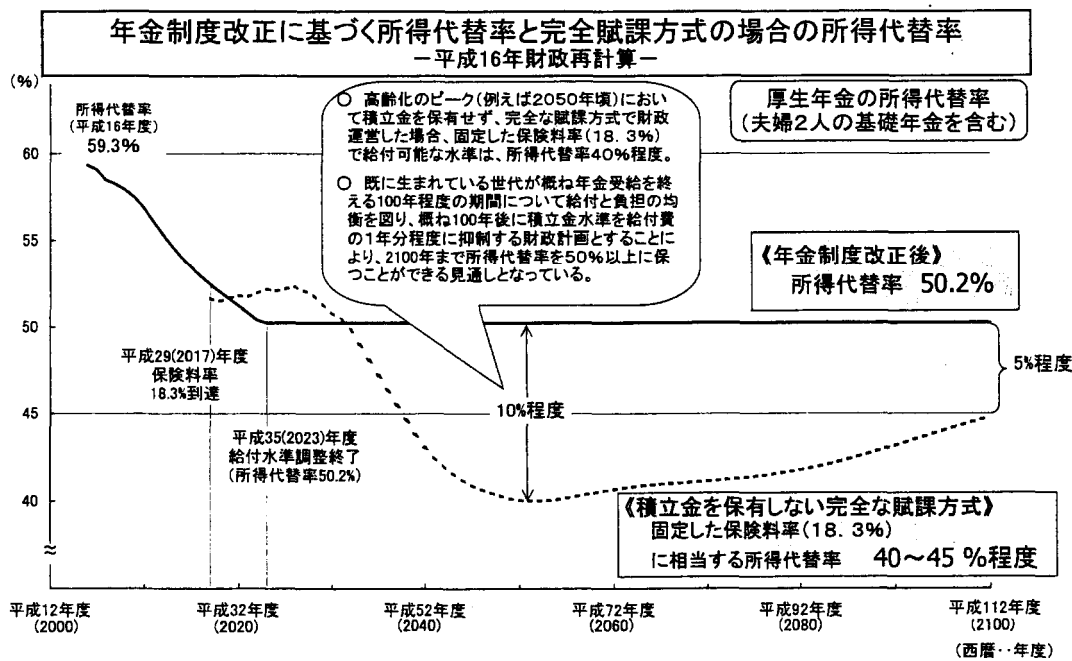 年金制度改正に基づく所得代替率と完全賦課方式の場合の所得代替率
－平成16年財政再計算－
(%)
所得代替率
(平成16年度)
59.3%
○ 高齢化のピーク(例えば2050年頃)におい
て積立金を保有せず、完全な賦課方式で財政
運営した場合、固定した保険料率(18.3%)
で給付可能な水準は、所得代替率40%程度。
○ 既に生まれている世代が概ね年金受給を終
える100年程度の期間について給付と負担の均
衡を図り、概ね100年後に積立金水準を給付費
の1年分程度に抑制する財政計画とすることに
より、2100年まで所得代替率を50%以上に保
つことができる見通しとなっている。
厚生年金の所得代替率
(夫婦2人の基礎年金を含む)
60
55
50
45
40
≈
《年金制度改正後》
所得代替率 50.2%
平成29(2017)年度
保険料率
18.3%到達
平成35(2023)年度
給付水準調整終了
(所得代替率50.2%)
10%程度
5%程度
《積立金を保有しない完全な賦課方式》
固定した保険料率(18.3%)
に相当する所得代替率 40～45 %程度
平成12年度
(2000)
平成32年度
(2020)
平成52年度
(2040)
平成72年度
(2060)
平成92年度
(2080)
平成112年度
(2100)
(西暦‥年度)